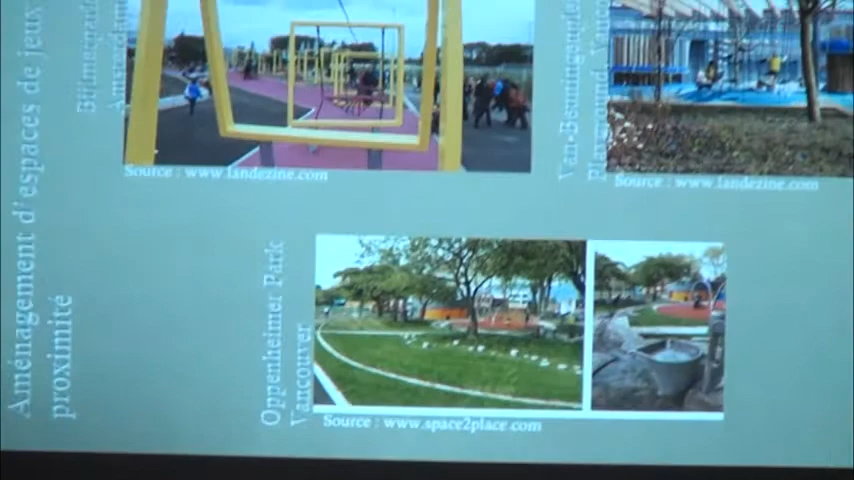 Aménagement d'espaces de jeux
proximité
Source : www.landezine.com
Source : www.landezine.com
Oppenheimer Park
Vancouver
Source : www.space2place.com